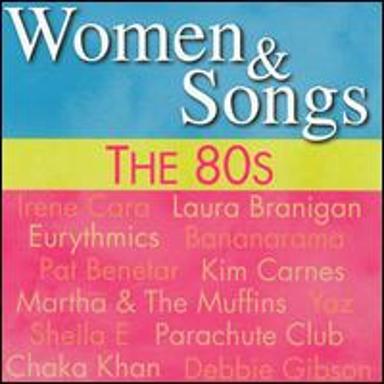 Women &
Songs
THE 80s
Irene Cara Laura Branigan
Eurythmics Bananarama
Pat Benetar Kim Carnes
Martha & The Muffins Yaz
Shella E Parachute Club
Chaka Khan Debbie Gibson